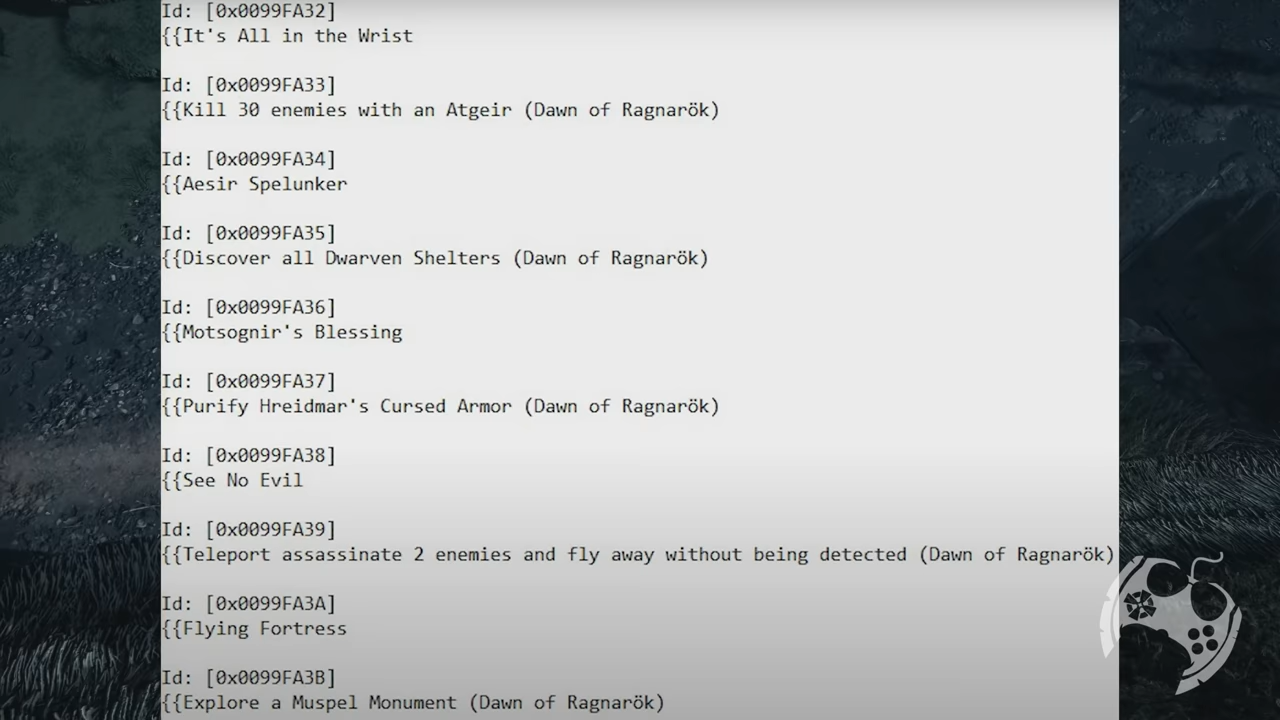 Id: [0x0099FA32]
{{It's All in the Wrist
Id: [0x0099FA33]
{{Kill 30 enemies with an Atgeir (Dawn of Ragnarök)
Id: [0x0099FA34]
{{Aesir Spelunker
Id: [0x0099FA35]
{{Discover all Dwarven Shelters (Dawn of Ragnarök)
Id: [0x0099FA36]
{{Motsognir's Blessing
Id: [0x0099FA37]
{{Purify Hreidmar's Cursed Armor (Dawn of Ragnarök)
Id: [0x0099FA38]
{{See No Evil
Id: [0x0099FA39]
{{Teleport assassinate 2 enemies and fly away without being detected (Dawn of Ragnarök)
Id: [0x0099FA3A]
{{Flying Fortress
Id: [0x0099FA3B]
{{Explore a Muspel Monument (Dawn of Ragnarök)